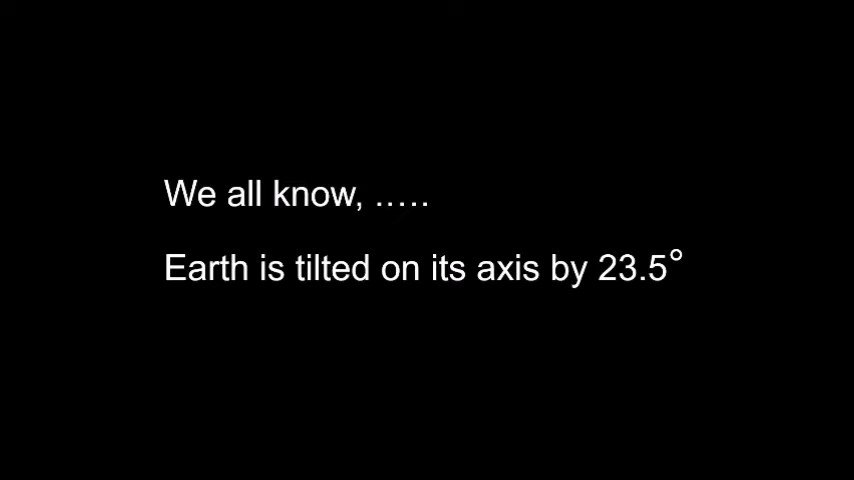 We all know, .....
Earth is tilted on its axis by 23.5°